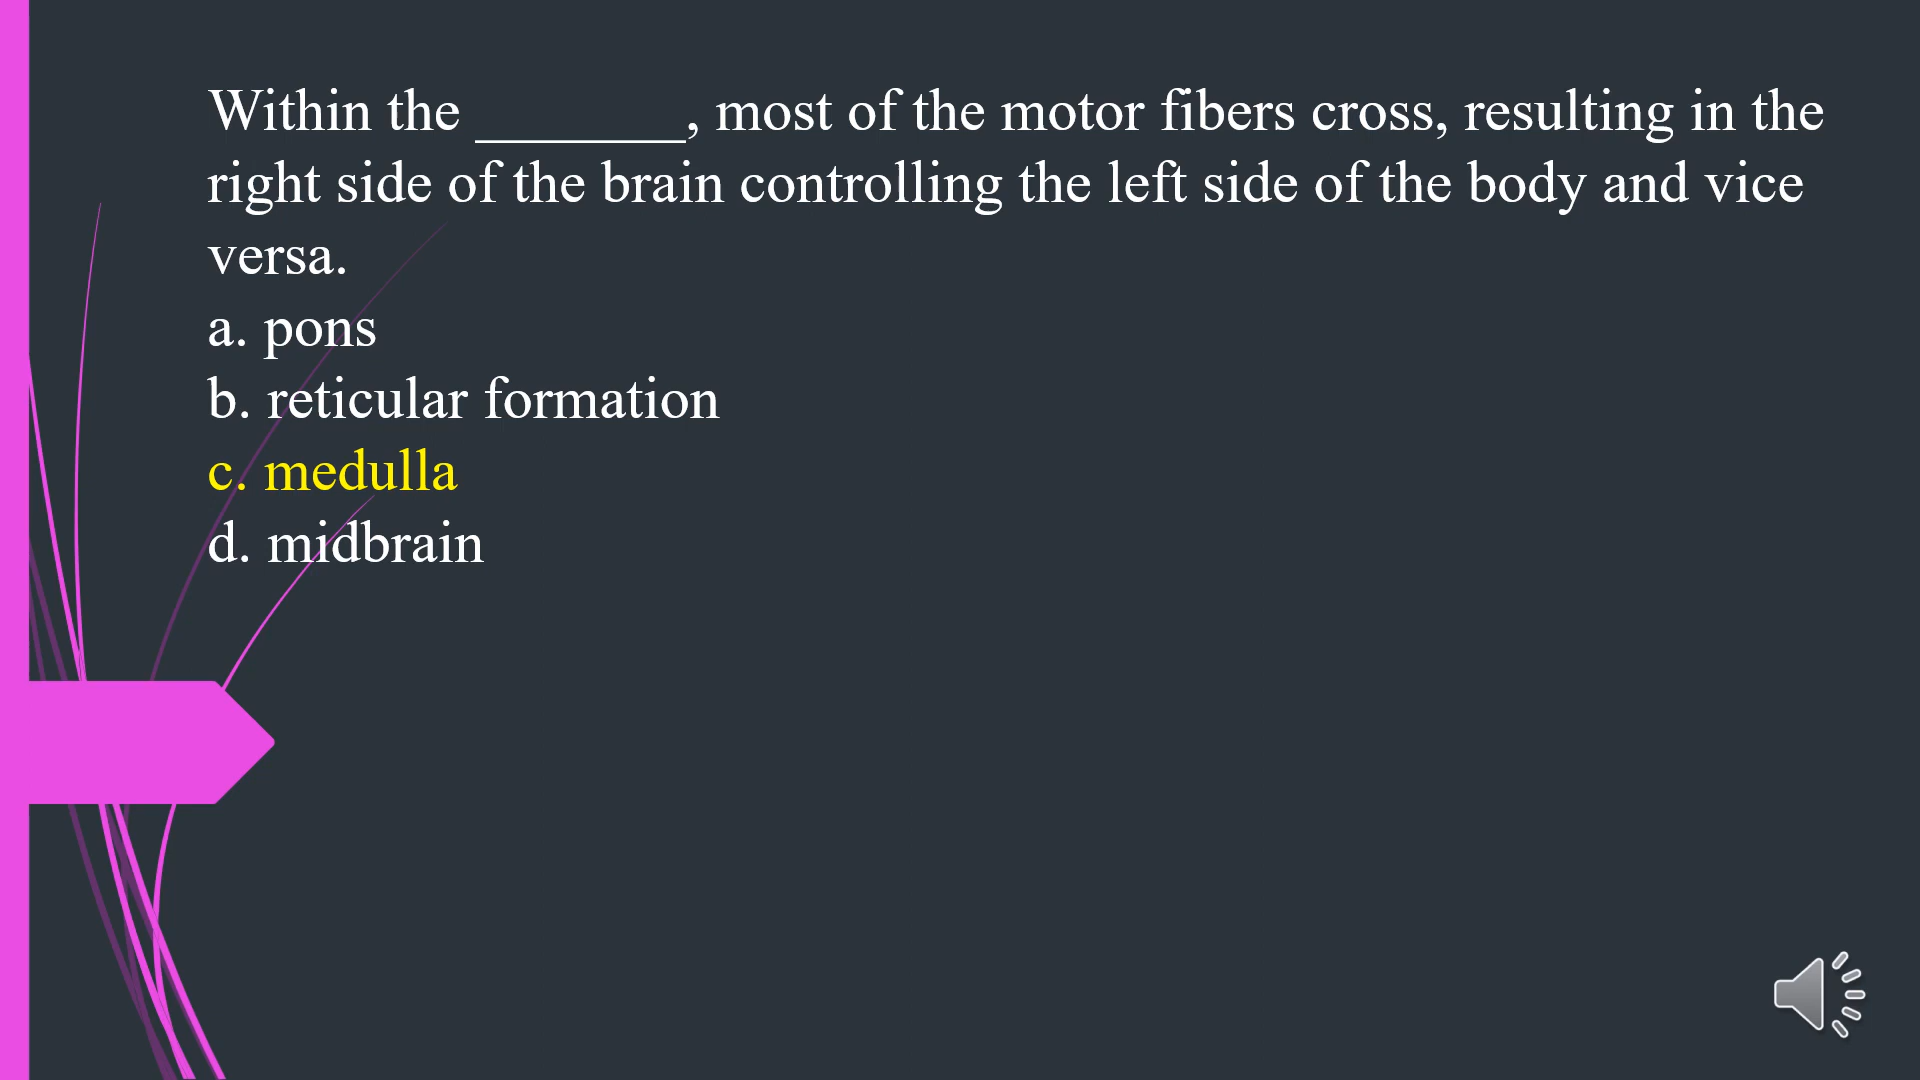 Within the ________, most of the motor fibers cross, resulting in the
right side of the brain controlling the left side of the body and vice
versa.
a. pons
b. reticular formation
c. medulla
d. midbrain